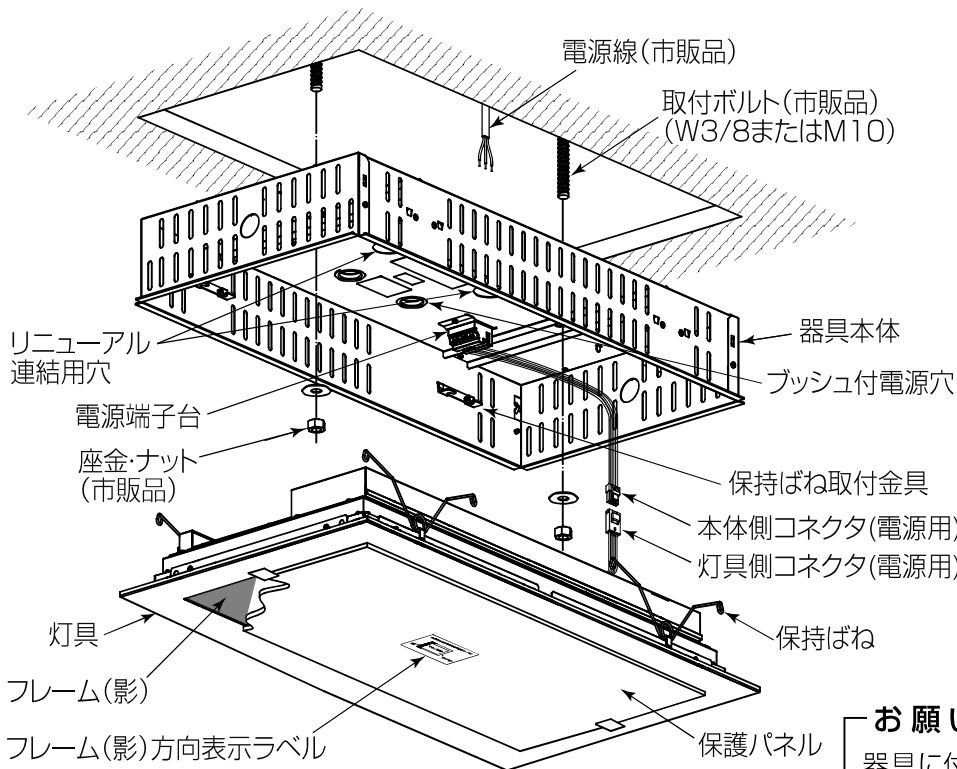 電源線(市販品)
取付ボルト(市販品)
(W3/8またはM10)
リニューアル
連結用穴
器具本体
ブッシュ付電源穴
電源端子台
座金・ナット
(市販品)
保持ばね取付金具
本体側コネクタ(電源用)
灯具側コネクタ(電源用)
灯具
保持ばね
フレーム(影)
フレーム(影)方向表示ラベル
保護パネル
お願い
器具に付